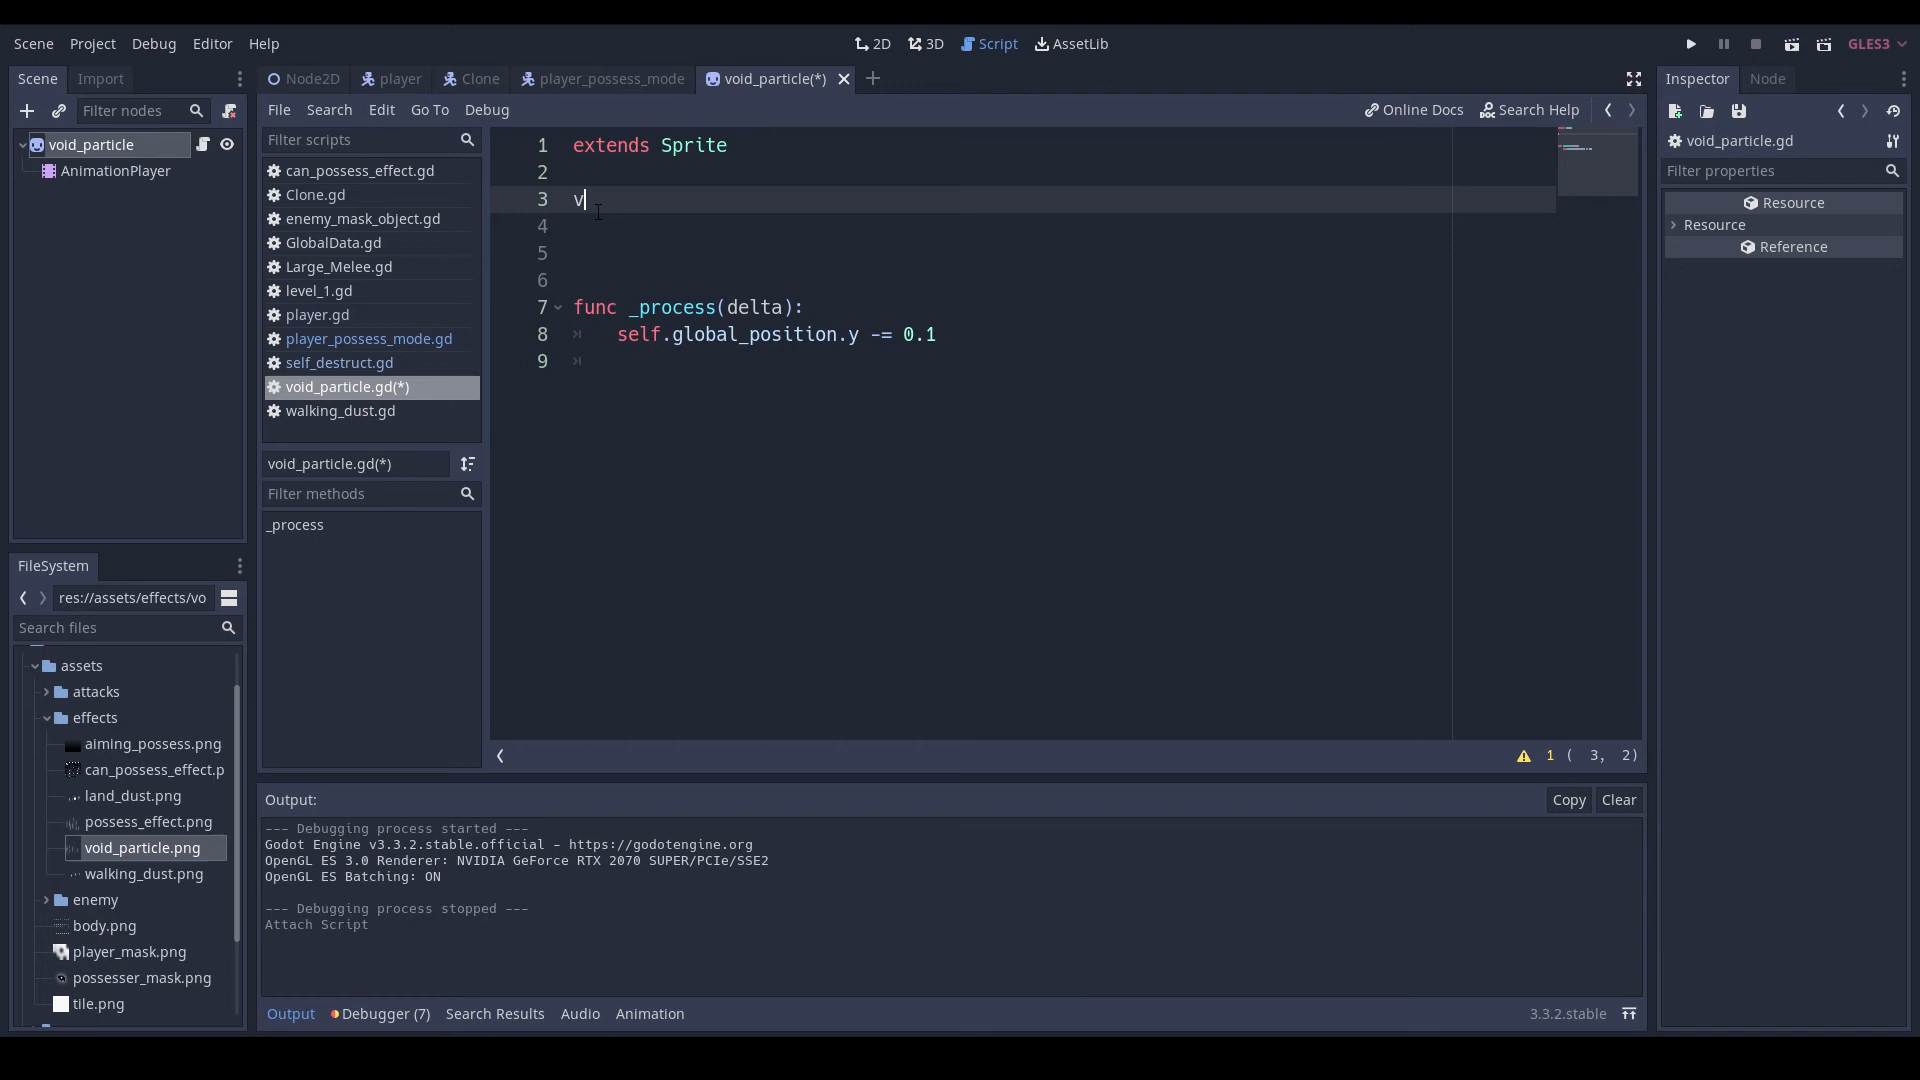 Scene Project Debug Editor Help 2D 3D Script AssetLib GLES3
Scene Import
Filter nodes
void_particle
AnimationPlayer
FileSystem
res://assets/effects/vo
Search files
assets
attacks
effects
aiming_possess.png
can_possess_effect.p
land_dust.png
possess_effect.png
void_particle.png
walking_dust.png
enemy
body.png
player_mask.png
possesser_mask.png
tile.png
Node2D player Clone player_possess_mode void_particle(*)
File Search Edit Go To Debug Online Docs Search Help
Filter scripts
can_possess_effect.gd
Clone.gd
enemy_mask_object.gd
GlobalData.gd
Large_Melee.gd
level_1.gd
player.gd
player_possess_mode.gd
self_destruct.gd
void_particle.gd(*)
walking_dust.gd
void_particle.gd(*)
Filter methods
_process
1 extends Sprite
2
3 v
4
5
6
7 func _process(delta):
8 self.global_position.y -= 0.1
9
1 ( 3, 2)
Output: Copy Clear
--- Debugging process started ---
Godot Engine v3.3.2.stable.official - https://godotengine.org
OpenGL ES 3.0 Renderer: NVIDIA GeForce RTX 2070 SUPER/PCIe/SSE2
OpenGL ES Batching: ON
--- Debugging process stopped ---
Attach Script
Output Debugger (7) Search Results Audio Animation 3.3.2.stable
Inspector Node
void_particle.gd
Filter properties
Resource
Resource
Reference